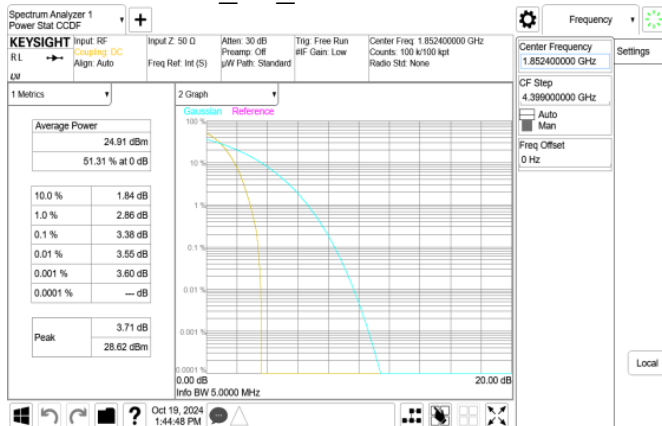 Spectrum Analyzer 1
Power Stat CCDF
Frequency
KEYSIGHT
RL
Input: RF
Coupling: DC
Align: Auto
Input Z: 50 Ω
Freq Ref: Int (S)
Atten: 30 dB
Preamp: Off
µW Path: Standard
Trig: Free Run
#IF Gain: Low
Center Freq: 1.852400000 GHz
Counts: 100 k/100 kpt
Radio Std: None
Center Frequency
1.852400000 GHz
Settings
CF Step
4.399000000 GHz
Auto
Man
Freq Offset
0 Hz
Local
1 Metrics
Average Power
24.91 dBm
51.31 % at 0 dB
10.0 % 1.84 dB
1.0 % 2.86 dB
0.1 % 3.38 dB
0.01 % 3.55 dB
0.001 % 3.60 dB
0.0001 % --- dB
Peak
3.71 dB
28.62 dBm
2 Graph
Gaussian Reference
100 %
10 %
1 %
0.1 %
0.01 %
0.001 %
0.0001 %
0.00 dB 20.00 dB
Info BW 5.0000 MHz
?
Oct 19, 2024
1:44:48 PM